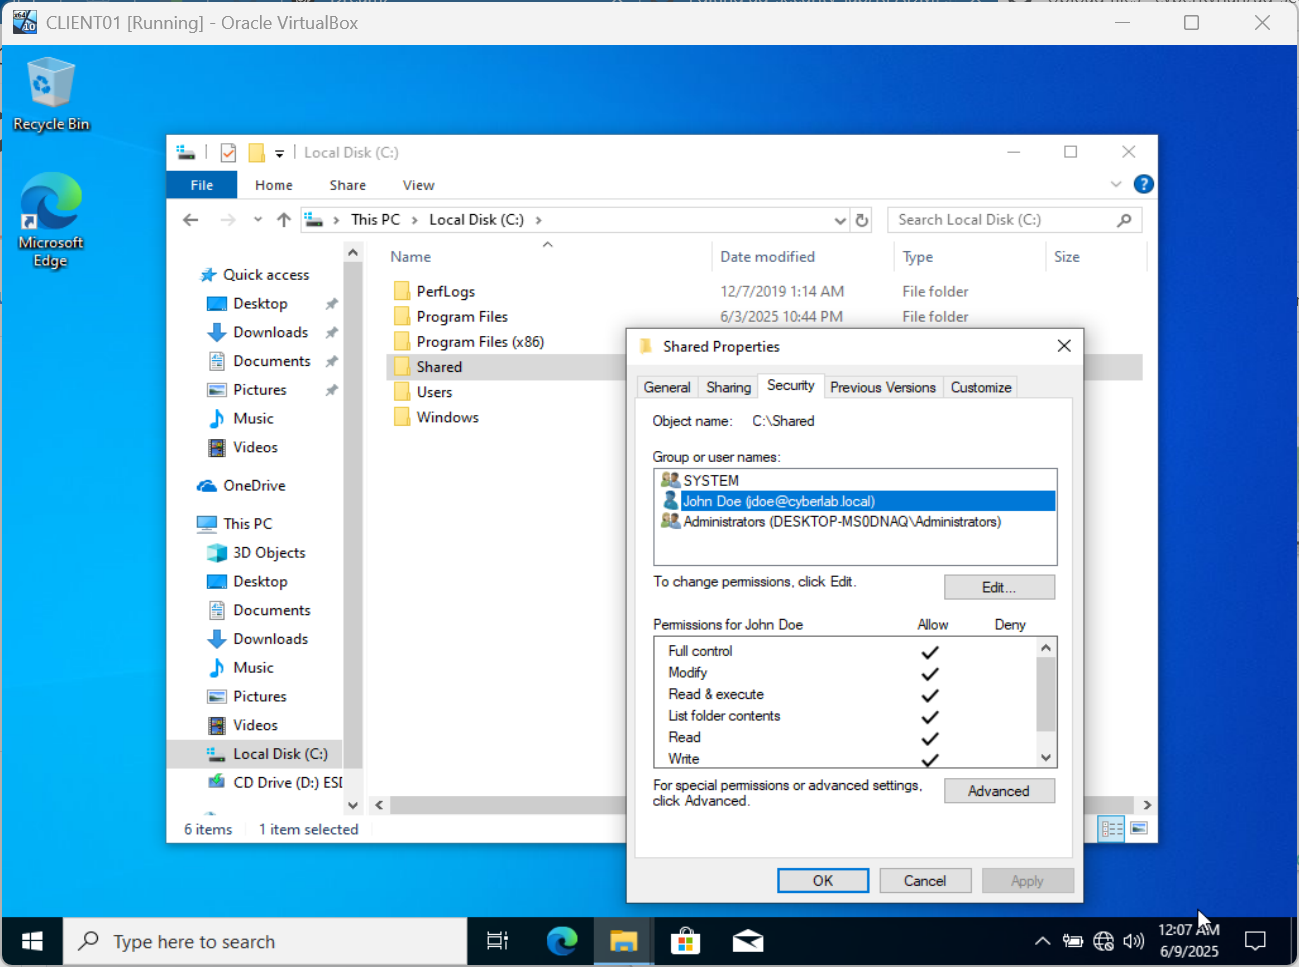 CLIENT01 [Running] - Oracle VirtualBox
Recycle Bin
Microsoft
Edge
Local Disk (C:)
File Home Share View
This PC Local Disk (C:)
Search Local Disk (C:)
Quick access
Desktop
Downloads
Documents
Pictures
Music
Videos
OneDrive
This PC
3D Objects
Desktop
Documents
Downloads
Music
Pictures
Videos
Local Disk (C:)
CD Drive (D:) ESD
Name Date modified Type Size
PerfLogs 12/7/2019 1:14 AM File folder
Program Files 6/3/2025 10:44 PM File folder
Program Files (x86)
Shared
Users
Windows
6 items 1 item selected
Shared Properties
General Sharing Security Previous Versions Customize
Object name: C:\Shared
Group or user names:
SYSTEM
John Doe (jdoe@cyberlab.local)
Administrators (DESKTOP-MS0DNAQ\Administrators)
To change permissions, click Edit.
Edit...
Permissions for John Doe Allow Deny
Full control
Modify
Read & execute
List folder contents
Read
Write
For special permissions or advanced settings,
click Advanced.
Advanced
OK Cancel Apply
Type here to search
12:07 AM
6/9/2025